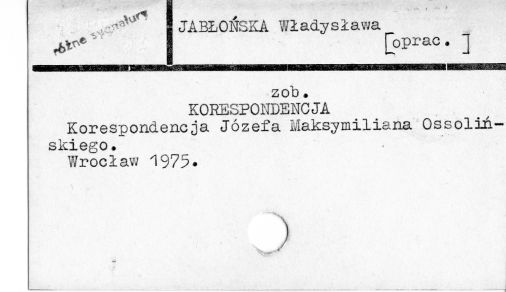 różne sygnatury
JABŁOŃSKA Władysława
[oprac. ]
zob.
KORESPONDENCJA
Korespondencja Józefa Maksymiliana Ossoliń-
skiego.
Wrocław 1975.